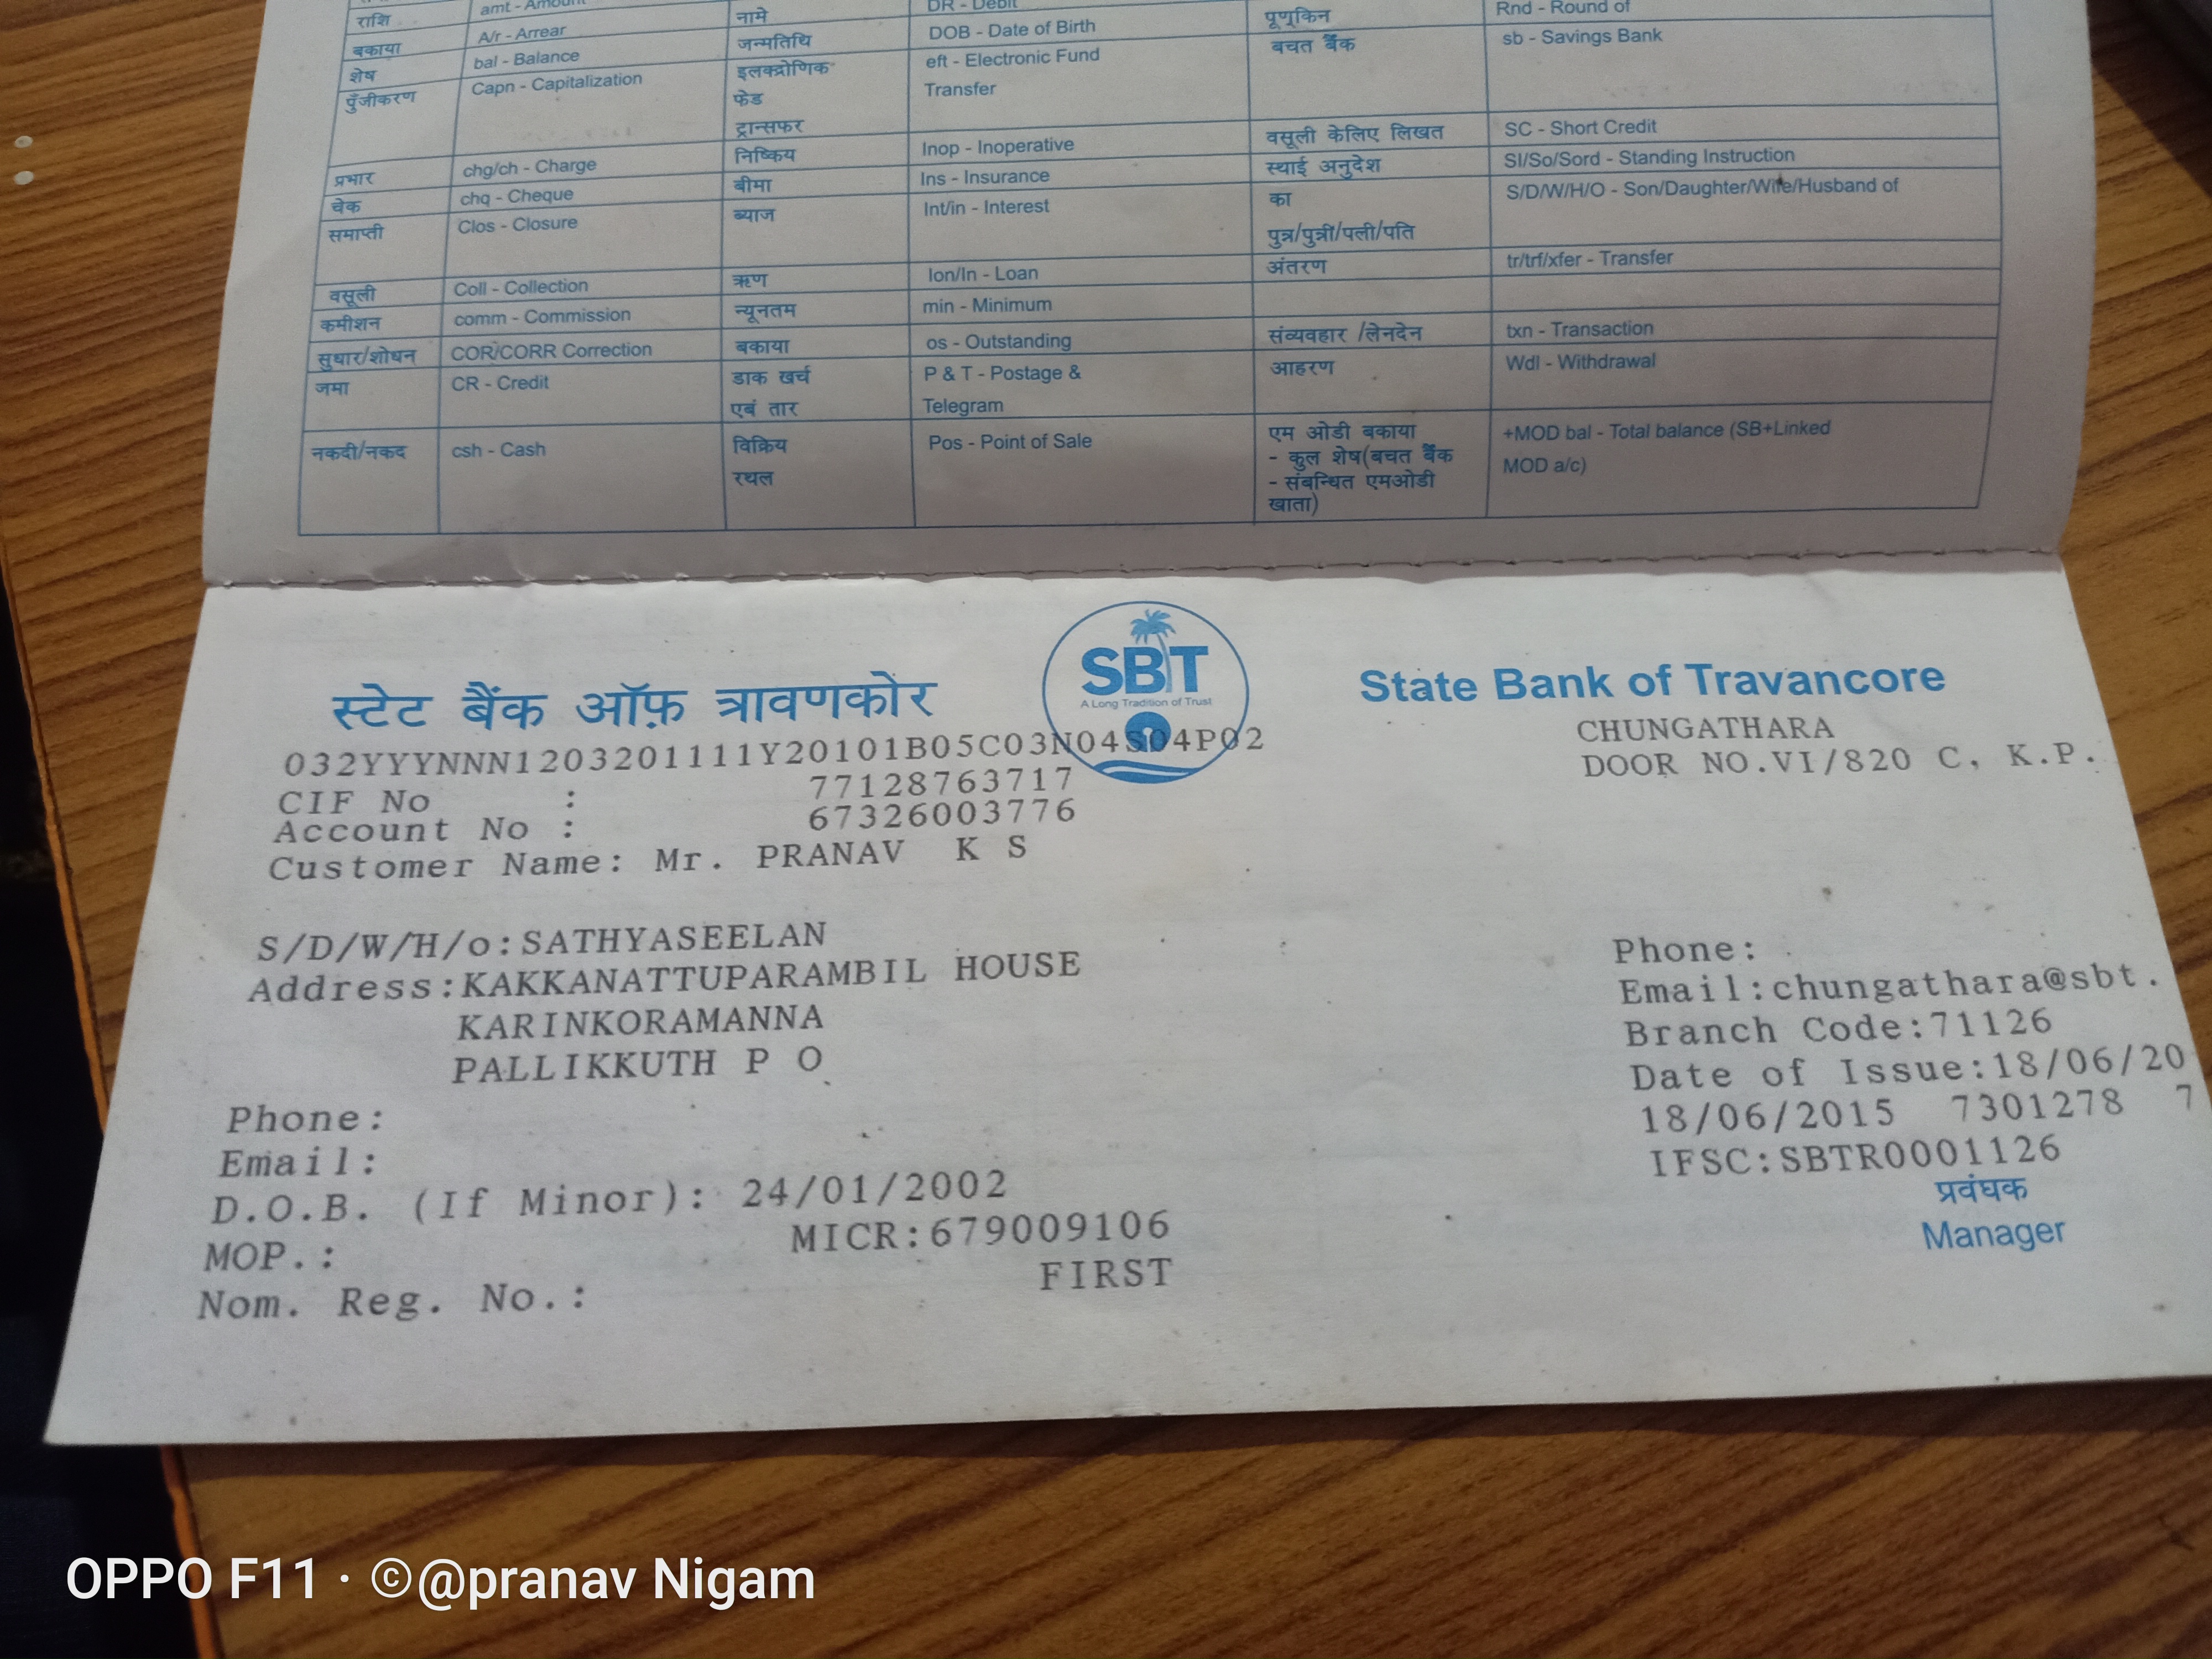 राशि amt - Amount नामे DR - Debit पूणुकिन Rnd - Round of
बकाया A/r - Arrear जन्मतिथि DOB - Date of Birth बचत बैंक sb - Savings Bank
शेष bal - Balance इलक्द्रोणिक eft - Electronic Fund
पुँजीकरण Capn - Capitalization फेड Transfer
ट्रान्सफर वसूली केलिए लिखत SC - Short Credit
प्रभार chg/ch - Charge निष्किय Inop - Inoperative स्थाई अनुदेश SI/So/Sord - Standing Instruction
चेक chq - Cheque बीमा Ins - Insurance का S/D/W/H/O - Son/Daughter/Wife/Husband of
समाप्ती Clos - Closure ब्याज Int/in - Interest पुत्र/पुत्री/पली/पति
वसूली Coll - Collection ऋण lon/ln - Loan अंतरण tr/trf/xfer - Transfer
कमीशन comm - Commission न्यूनतम min - Minimum
सुधार/शोधन COR/CORR Correction बकाया os - Outstanding संव्यवहार /लेनदेन txn - Transaction
जमा CR - Credit डाक खर्च P & T - Postage & आहरण Wdl - Withdrawal
एबं तार Telegram
नकदी/नकद csh - Cash विक्रिय Pos - Point of Sale एम ओडी बकाया +MOD bal - Total balance (SB+Linked
रथल - कुल शेष(बचत बैंक MOD a/c)
- संबन्धित एमओडी
खाता)
स्टेट बैंक ऑफ़ त्रावणकोर SBT State Bank of Travancore
A Long Tradition of Trust
032YYYNNN1203201111Y20101B05C03N04S04P02 CHUNGATHARA
CIF No : 77128763717 DOOR NO.VI/820 C, K.P.
Account No : 67326003776
Customer Name: Mr. PRANAV K S
S/D/W/H/o:SATHYASEELAN Phone:
Address:KAKKANATTUPARAMBIL HOUSE Email:chungathara@sbt.
KARINKORAMANNA Branch Code:71126
PALLIKKUTH P O Date of Issue:18/06/20
Phone: 18/06/2015 7301278 7
Email: IFSC:SBTR0001126
D.O.B. (If Minor): 24/01/2002 प्रवंघक
MOP.: MICR:679009106 Manager
Nom. Reg. No.: FIRST
OPPO F11 · ©@pranav Nigam